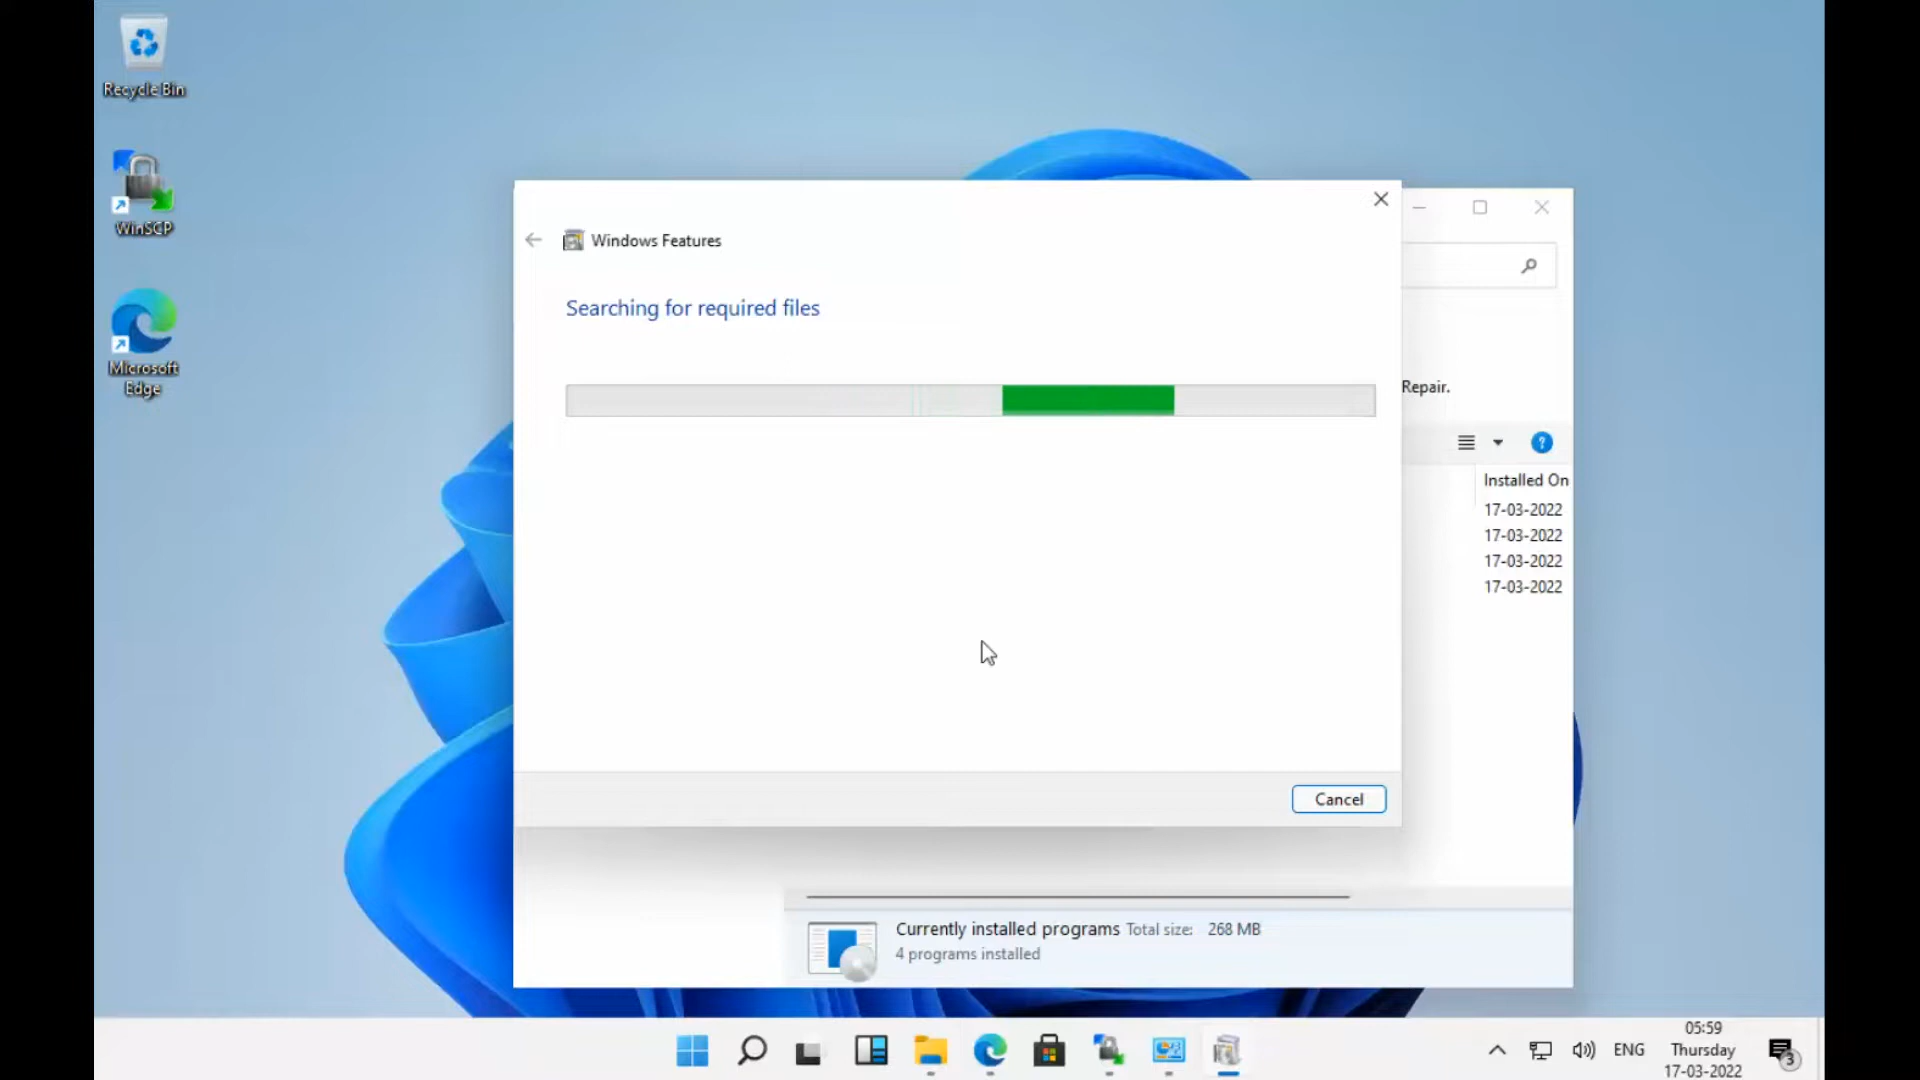 Recycle Bin
WinSCP
Microsoft
Edge
Windows Features
Searching for required files
Cancel
Repair.
Installed On
17-03-2022
17-03-2022
17-03-2022
17-03-2022
Currently installed programs Total size: 268 MB
4 programs installed
ENG
05:59
Thursday
17-03-2022
3